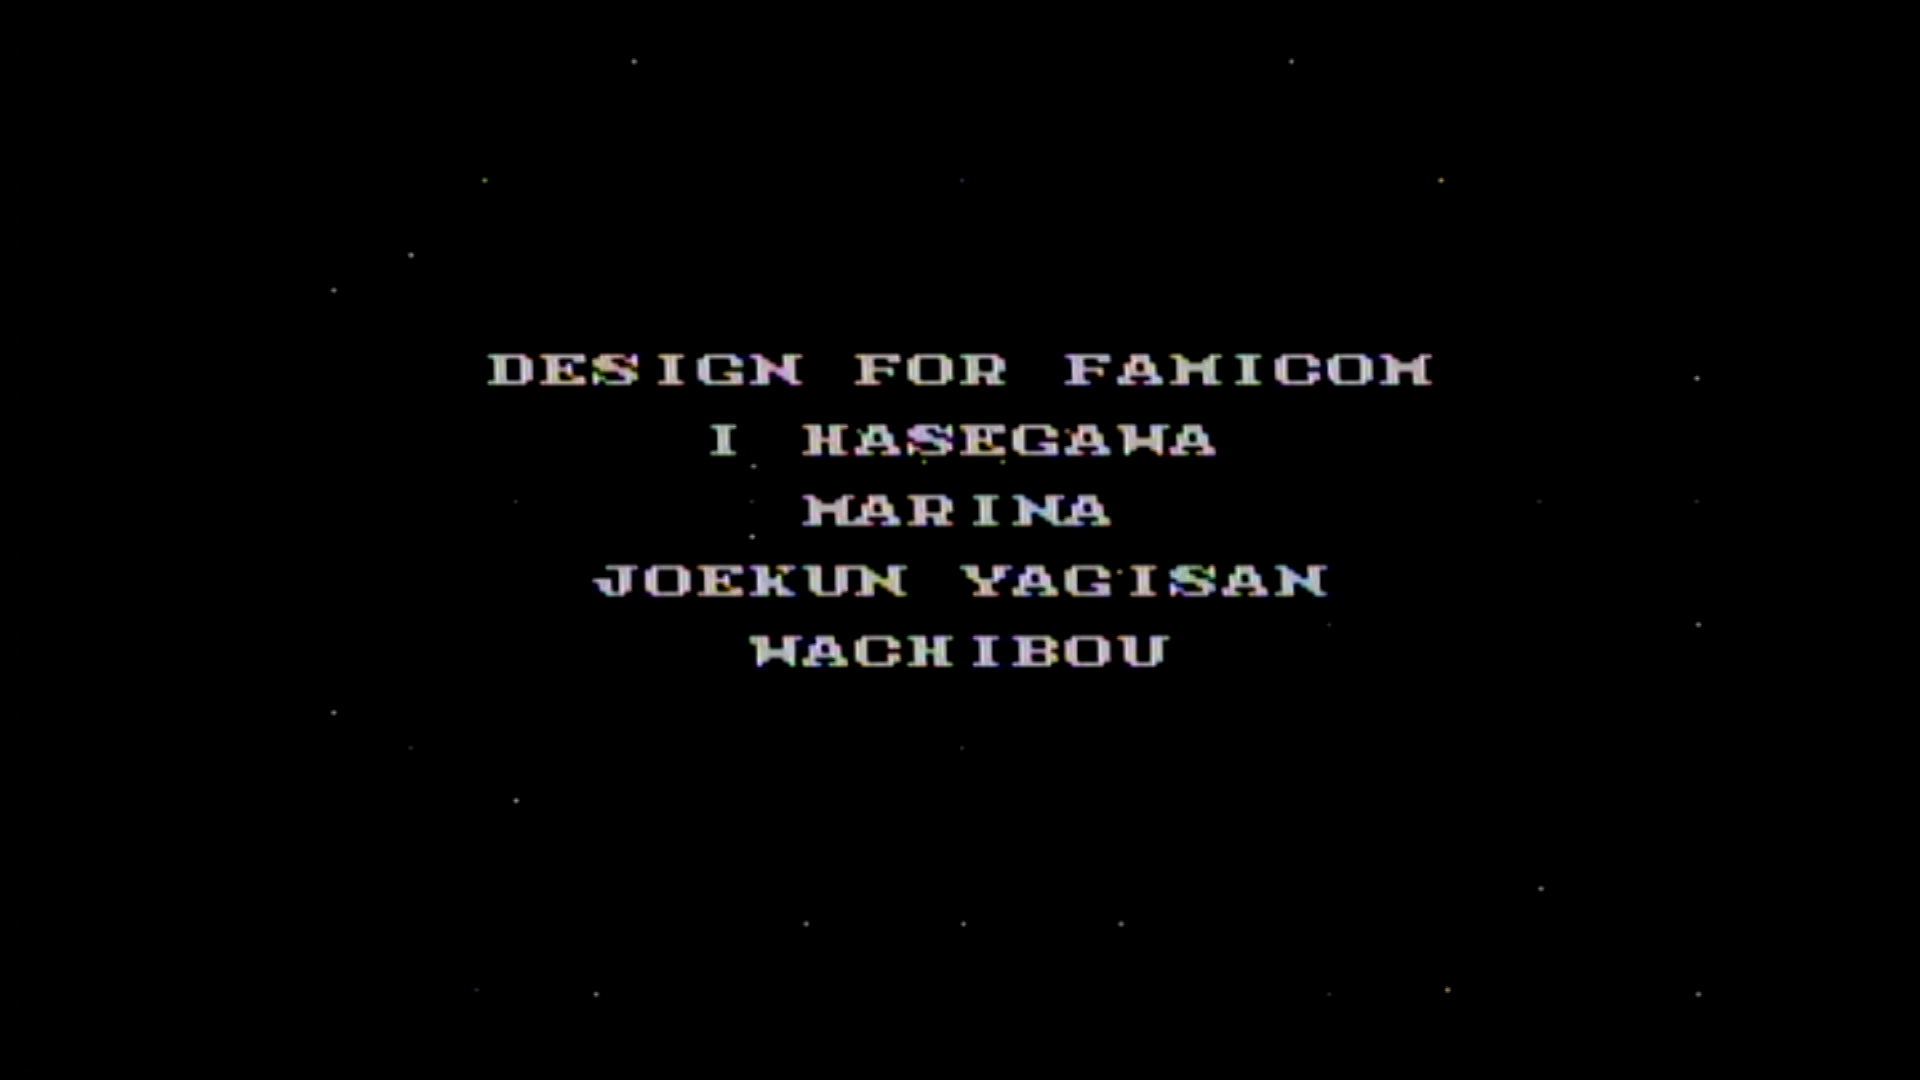 DESIGN FOR FAMICOM
I HASEGAWA
MARINA
JOEKUN YAGISAN
WACHIBOU